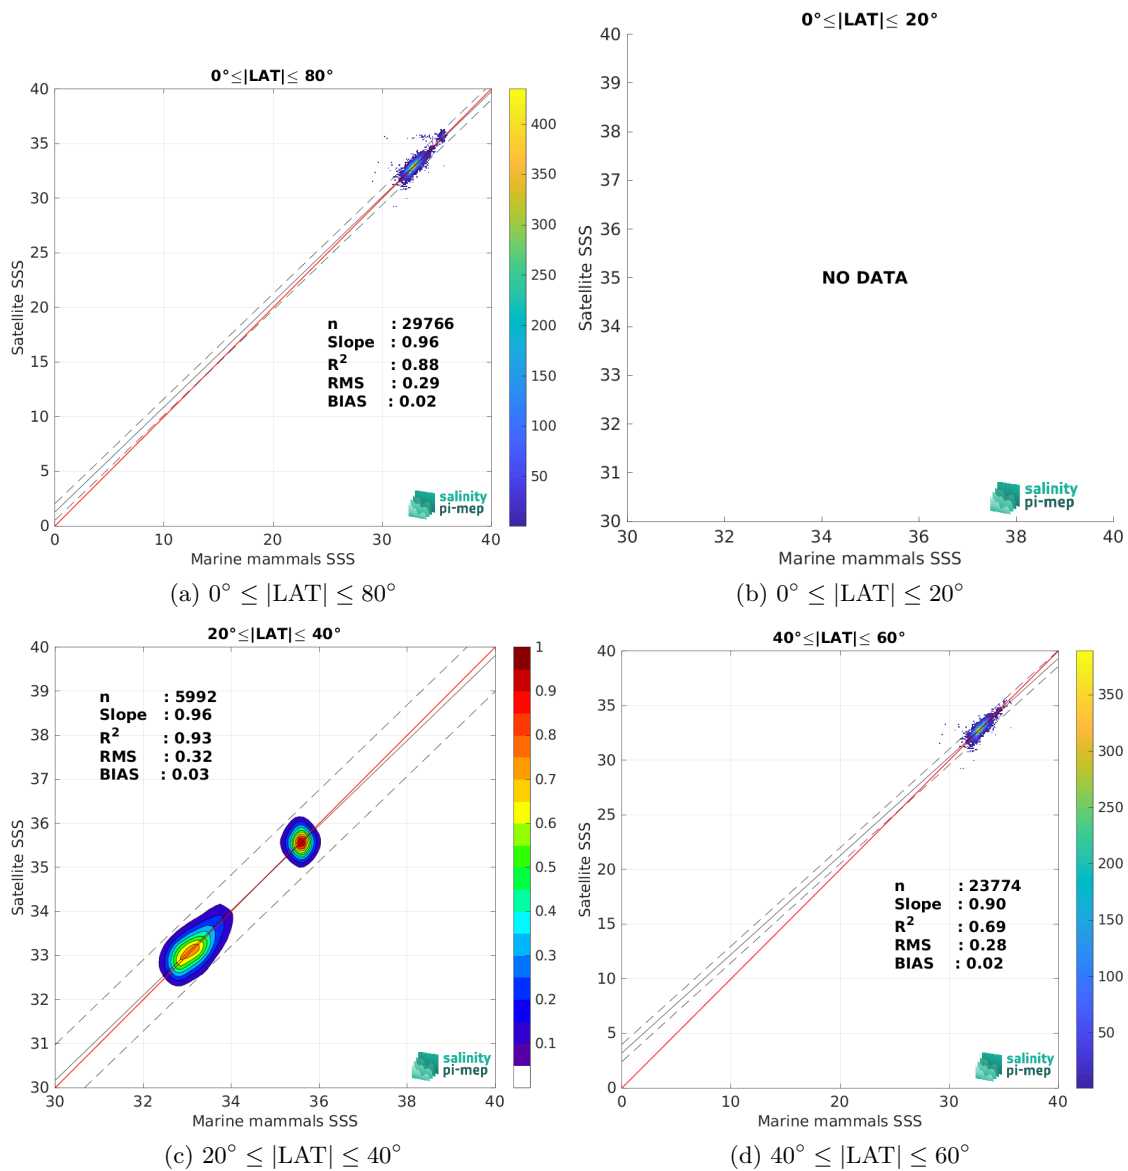 0°≤|LAT|≤ 80°
40
35
30
25
20
15
10
5
0
Satellite SSS
0
10
20
30
40
Marine mammals SSS
n : 29766
Slope : 0.96
R² : 0.88
RMS : 0.29
BIAS : 0.02
salinity
pi-mep
400
350
300
250
200
150
100
50
(a) 0° ≤ |LAT| ≤ 80°
0°≤|LAT|≤ 20°
40
39
38
37
36
35
34
33
32
31
30
Satellite SSS
NO DATA
salinity
pi-mep
30
32
34
36
38
40
Marine mammals SSS
(b) 0° ≤ |LAT| ≤ 20°
20°≤|LAT|≤ 40°
40
39
38
37
36
35
34
33
32
31
30
Satellite SSS
n : 5992
Slope : 0.96
R² : 0.93
RMS : 0.32
BIAS : 0.03
salinity
pi-mep
30
32
34
36
38
40
Marine mammals SSS
1
0.9
0.8
0.7
0.6
0.5
0.4
0.3
0.2
0.1
(c) 20° ≤ |LAT| ≤ 40°
40°≤|LAT|≤ 60°
40
35
30
25
20
15
10
5
0
Satellite SSS
n : 23774
Slope : 0.90
R² : 0.69
RMS : 0.28
BIAS : 0.02
salinity
pi-mep
0
10
20
30
40
Marine mammals SSS
350
300
250
200
150
100
50
(d) 40° ≤ |LAT| ≤ 60°